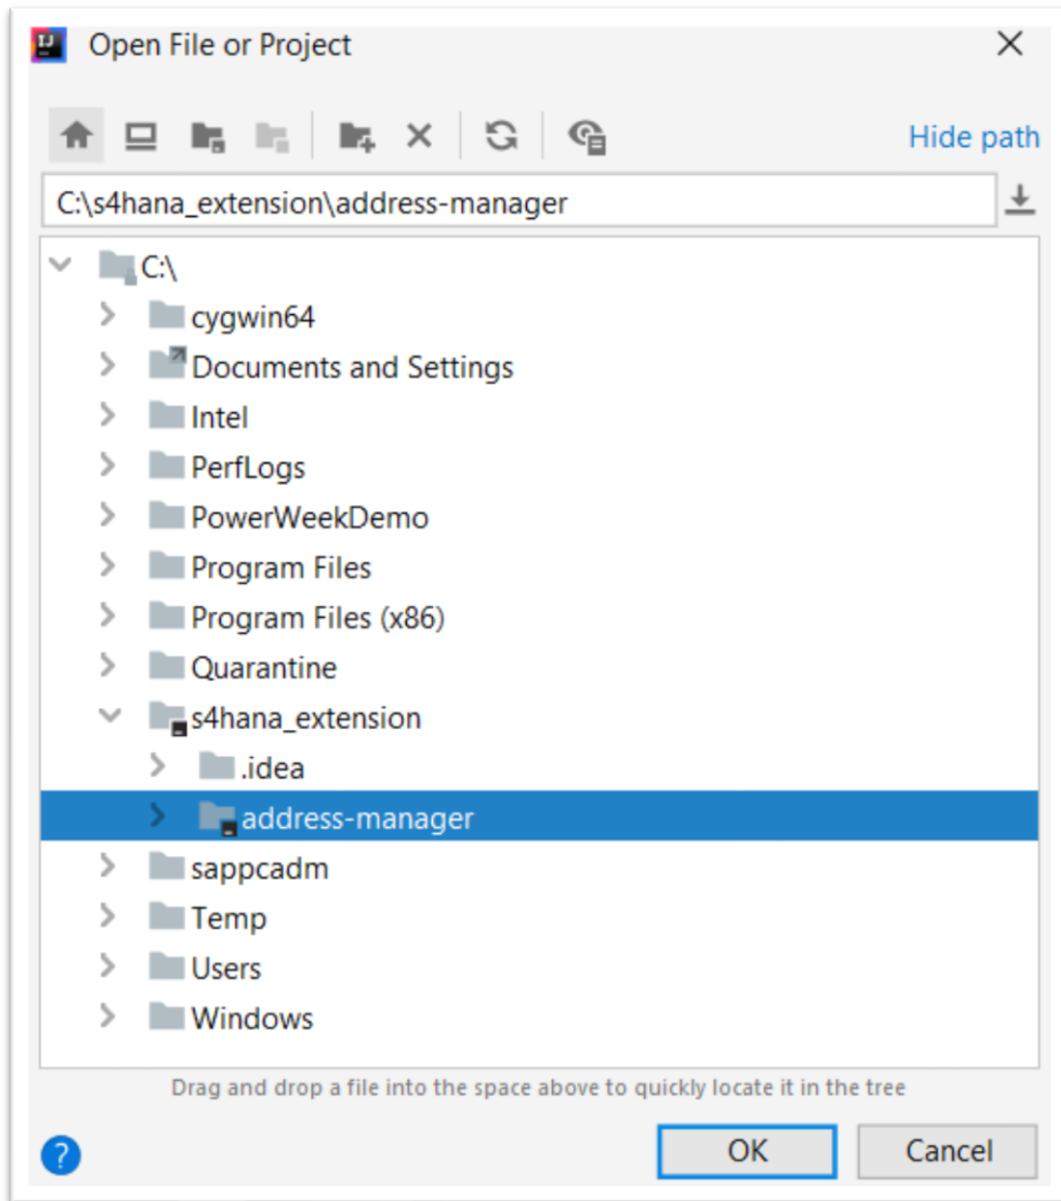 IJ
Open File or Project
Hide path
C:\s4hana_extension\address-manager
C:\
cygwin64
Documents and Settings
Intel
PerfLogs
PowerWeekDemo
Program Files
Program Files (x86)
Quarantine
s4hana_extension
.idea
address-manager
sappcadm
Temp
Users
Windows
Drag and drop a file into the space above to quickly locate it in the tree
?
OK
Cancel